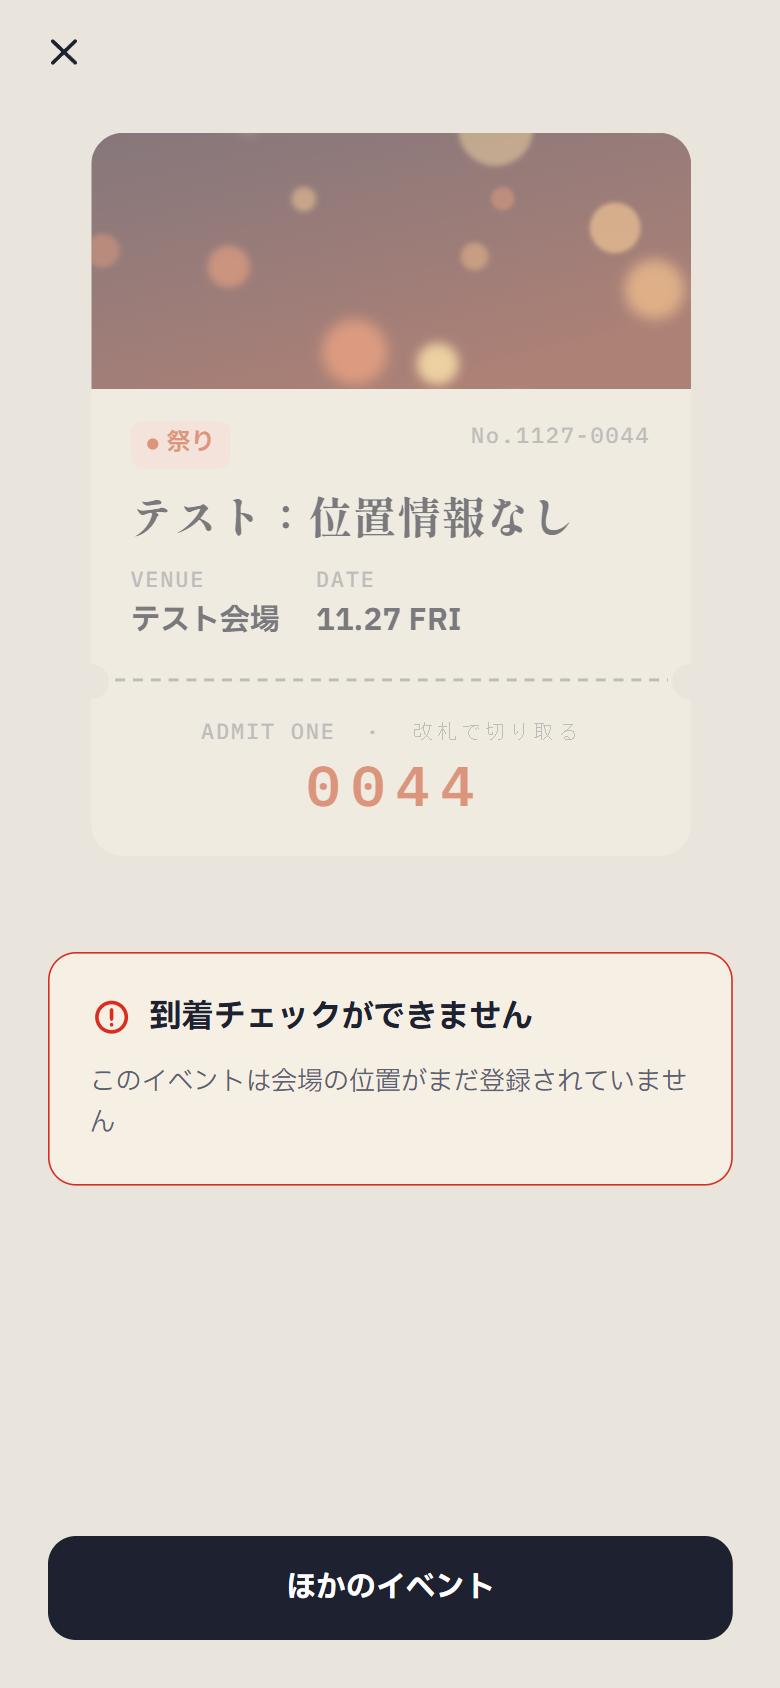 祭り
No.1127-0044
テスト：位置情報なし
VENUE
DATE
テスト会場
11.27 FRI
ADMIT ONE ・ 改札で切り取る
0044
到着チェックができません
このイベントは会場の位置がまだ登録されていませ
ん
ほかのイベント